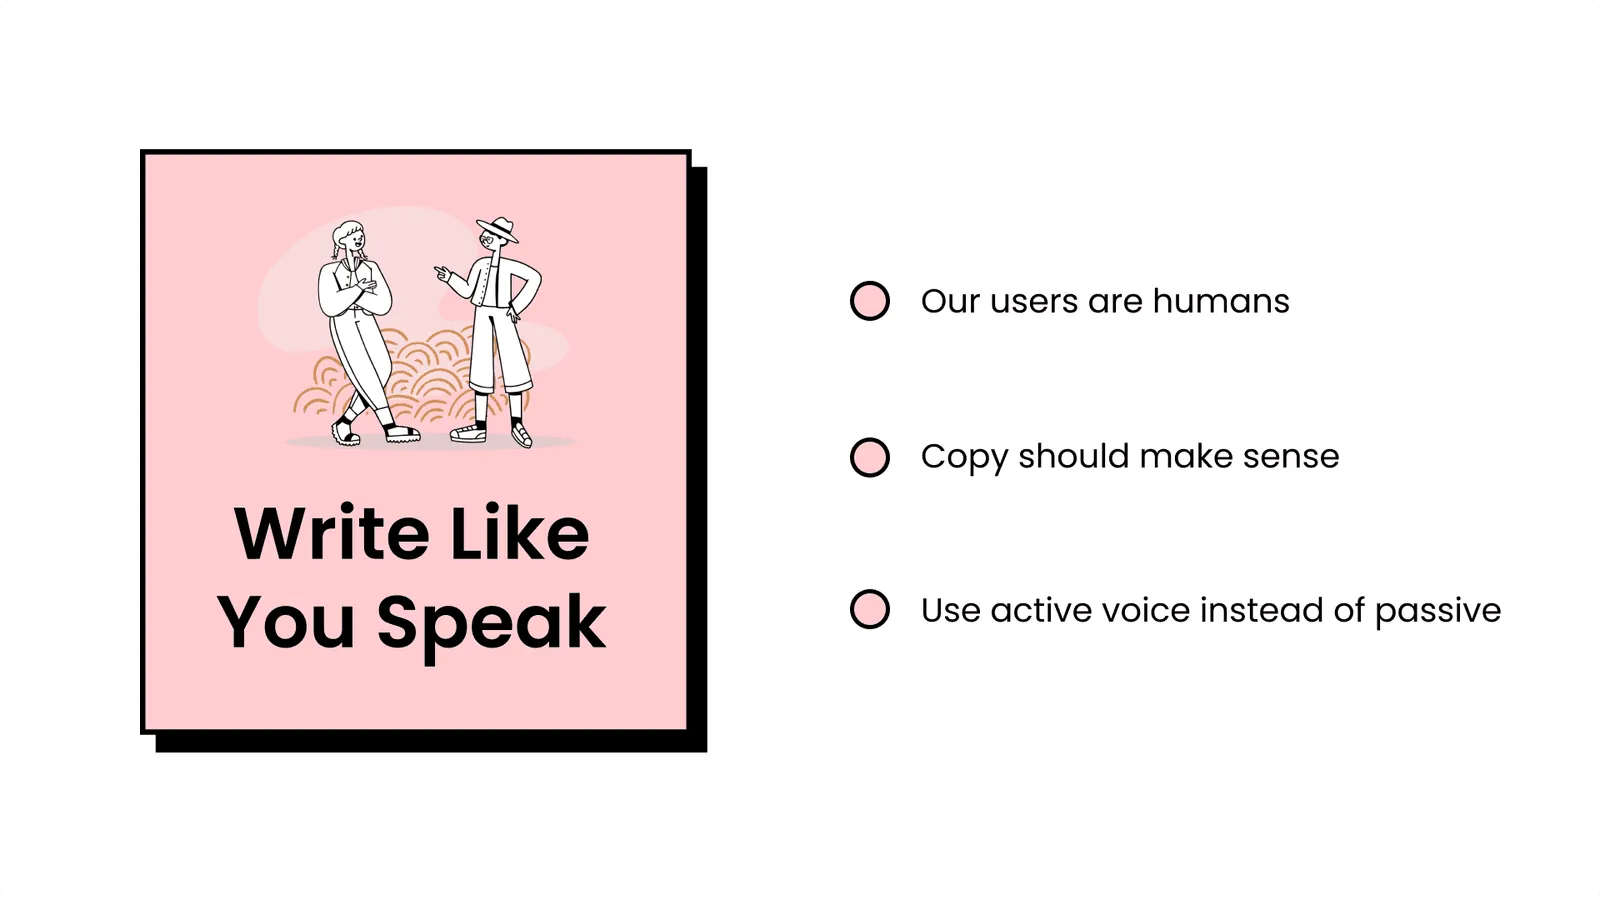 Write Like
You Speak
Our users are humans
Copy should make sense
Use active voice instead of passive